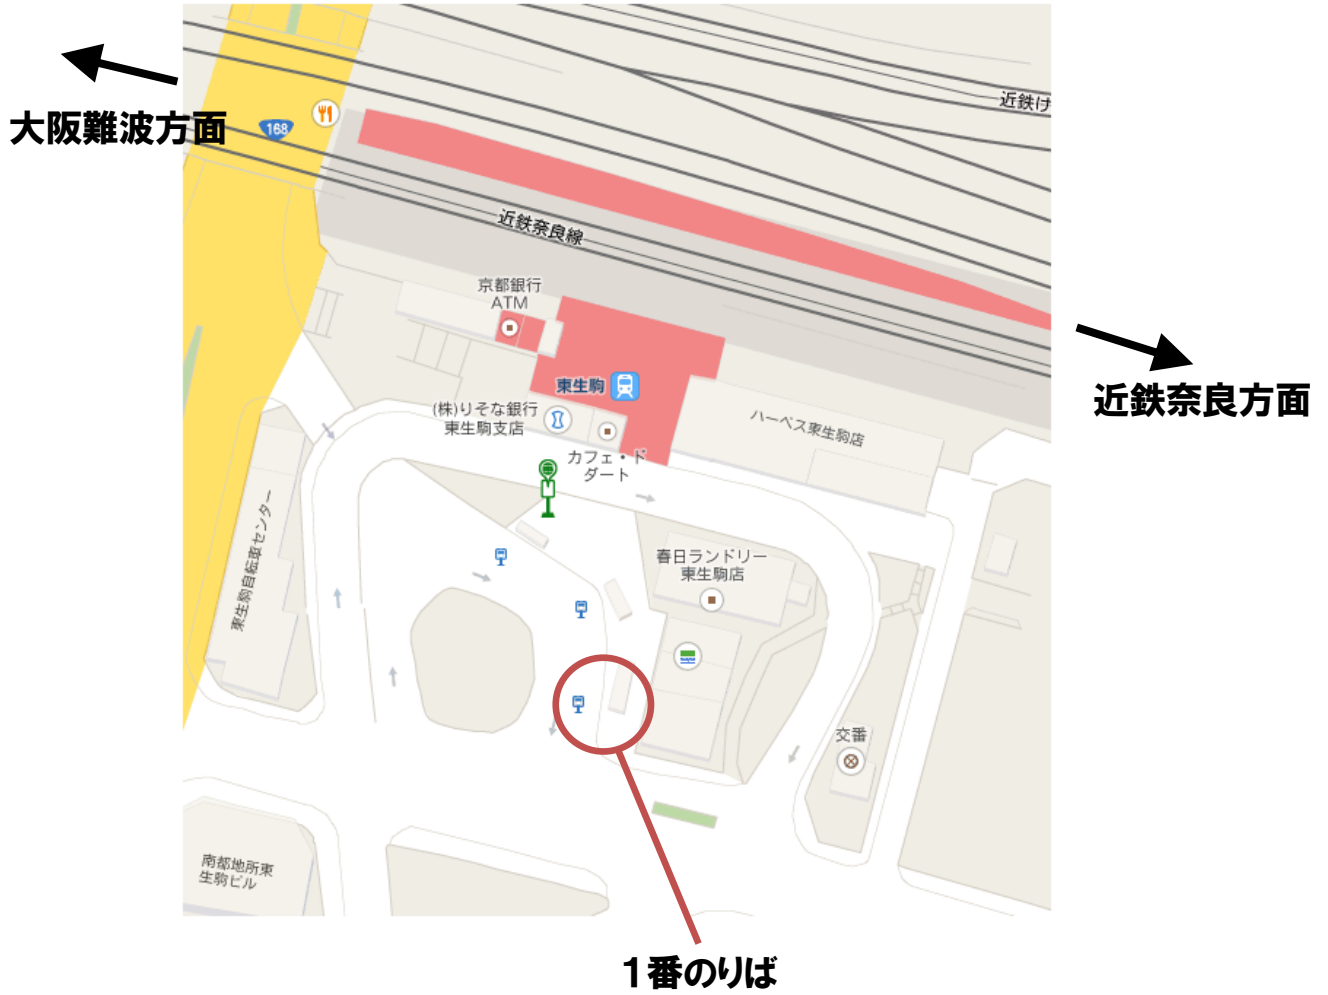 近鉄け
大阪難波方面
168
近鉄奈良線
京都銀行
ATM
東生駒
近鉄奈良方面
(株)りそな銀行
東生駒支店
ハーベス東生駒店
カフェ・ド
ダート
東生駒自転車センター
春日ランドリー
東生駒店
交番
南都地所東
生駒ビル
1番のりば